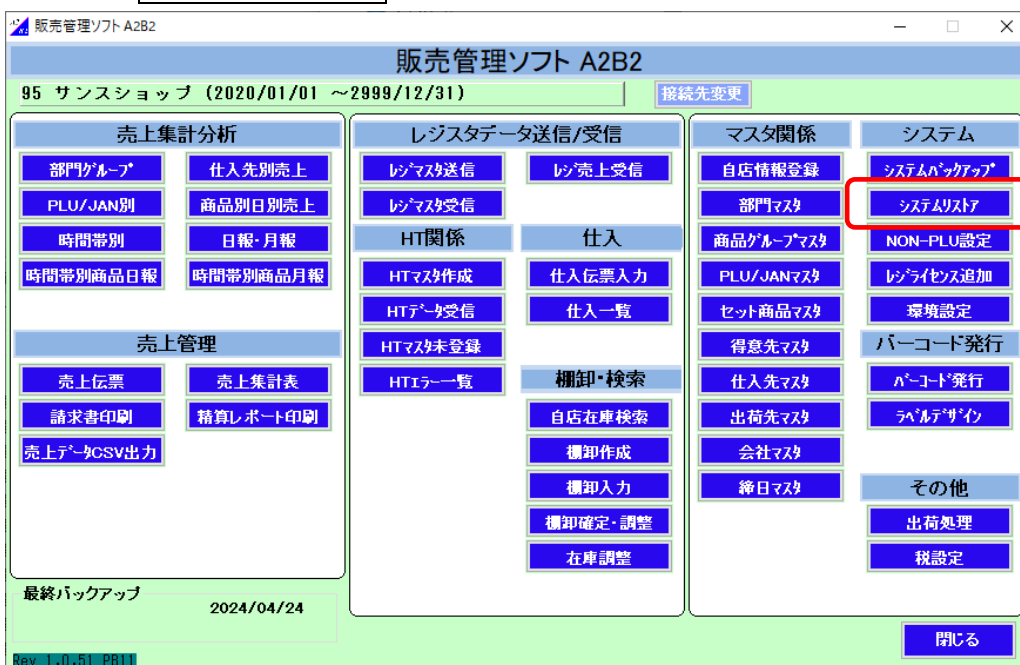 販売管理ソフト A2B2
販売管理ソフト A2B2
95 サンスショップ (2020/01/01 ～2999/12/31)
接続先変更
売上集計分析
部門ｸﾞﾙｰﾌﾟ
仕入先別売上
PLU/JAN別
商品別日別売上
時間帯別
日報･月報
時間帯別商品日報
時間帯別商品月報
売上管理
売上伝票
売上集計表
請求書印刷
精算レポート印刷
売上ﾃﾞｰﾀCSV出力
最終バックアップ
2024/04/24
Rev 1.0.51 PB11
レジスタデータ送信/受信
ﾚｼﾞﾏｽﾀ送信
ﾚｼﾞ売上受信
ﾚｼﾞﾏｽﾀ受信
HT関係
HTﾏｽﾀ作成
HTﾃﾞｰﾀ受信
HTﾏｽﾀ未登録
HTｴﾗｰ一覧
仕入
仕入伝票入力
仕入一覧
棚卸･検索
自店在庫検索
棚卸作成
棚卸入力
棚卸確定･調整
在庫調整
マスタ関係
自店情報登録
部門ﾏｽﾀ
商品ｸﾞﾙｰﾌﾟﾏｽﾀ
PLU/JANﾏｽﾀ
セット商品ﾏｽﾀ
得意先ﾏｽﾀ
仕入先ﾏｽﾀ
出荷先ﾏｽﾀ
会社ﾏｽﾀ
締日ﾏｽﾀ
システム
ｼｽﾃﾑﾊﾞｯｸｱｯﾌﾟ
ｼｽﾃﾑﾘｽﾄｱ
NON-PLU設定
ﾚｼﾞﾗｲｾﾝｽ追加
環境設定
バーコード発行
ﾊﾞｰｺｰﾄﾞ発行
ﾗﾍﾞﾙﾃﾞｻﾞｲﾝ
その他
出荷処理
税設定
閉じる